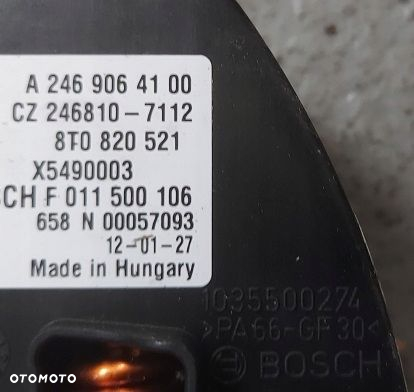 A 246 906 41 00
CZ 246810-7112
8T0 820 521
X5490003
CH F 011 500 106
658 N 00057093
12-01-27
Made in Hungary
1035500274
>PA66-GF30<
BOSCH
OTOMOTO
OTOMOTO